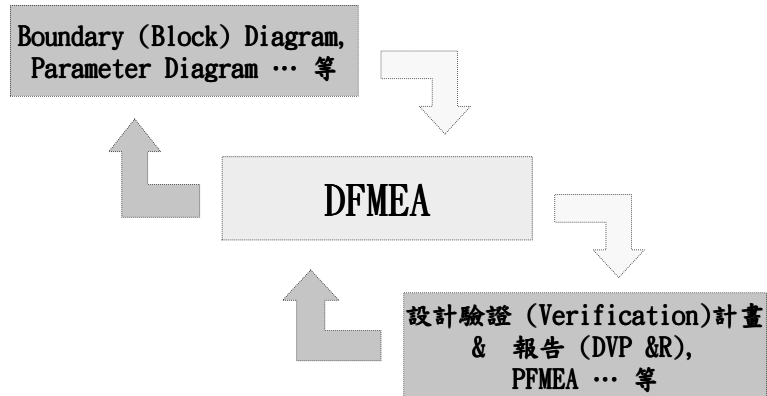 Boundary (Block) Diagram,
Parameter Diagram … 等
DFMEA
設計驗證 (Verification)計畫
& 報告 (DVP &R),
PFMEA … 等